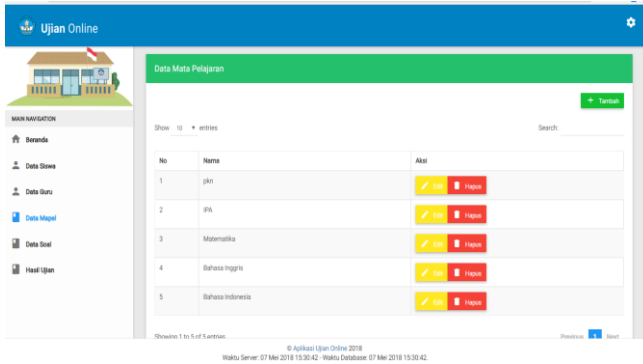 Ujian Online
Data Mata Pelajaran
+ Tambah
MAIN NAVIGATION
Show 10 entries
Search:
Beranda
No Nama Aksi
Data Siswa
1 pkn Edit Hapus
Data Guru
2 IPA Edit Hapus
Data Mapel
3 Matematika Edit Hapus
Data Soal
4 Bahasa Inggris Edit Hapus
Hasil Ujian
5 Bahasa Indonesia Edit Hapus
Showing 1 to 5 of 5 entries
Previous 1 Next
© Aplikasi Ujian Online 2018
Waktu Server: 07 Mei 2018 15:30:42 - Waktu Database: 07 Mei 2018 15:30:42.